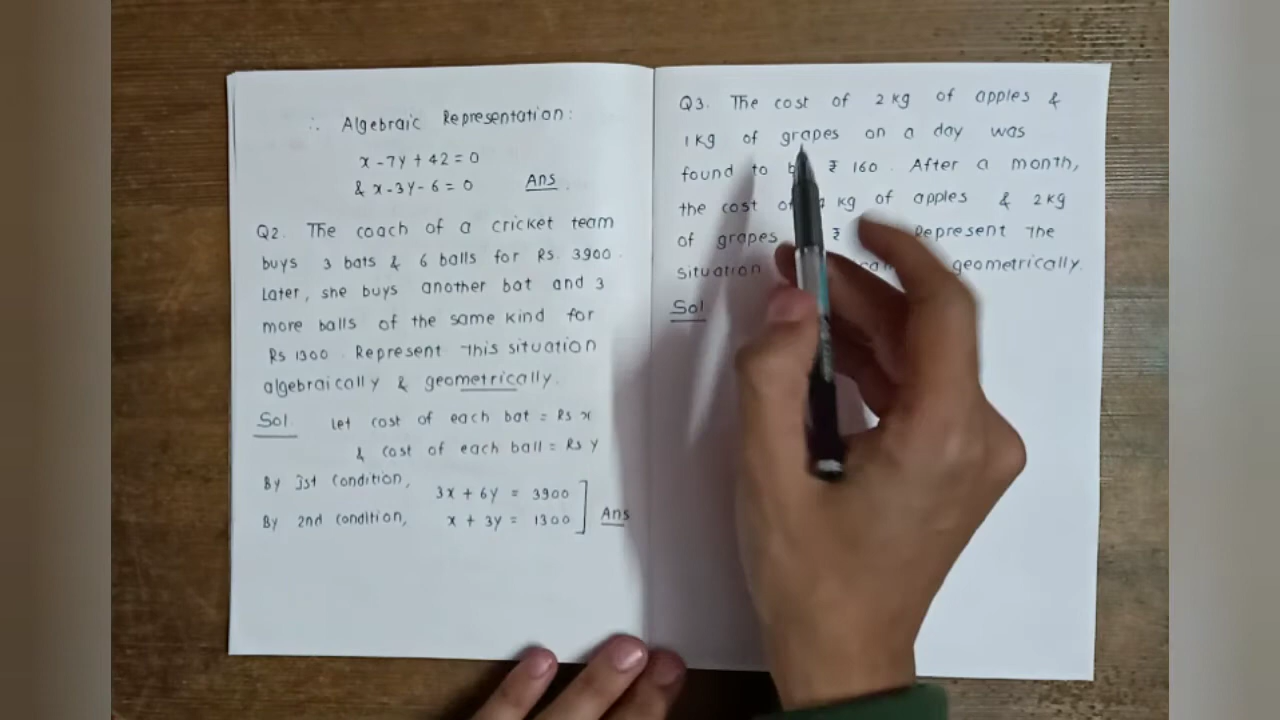 ∴ Algebraic Representation:
x - 7y + 42 = 0
& x - 3y - 6 = 0 Ans.
Q2. The coach of a cricket team
buys 3 bats & 6 balls for Rs. 3900.
Later, she buys another bat and 3
more balls of the same kind for
Rs 1300. Represent this situation
algebraically & geometrically.
Sol Let cost of each bat = Rs x
& cost of each ball = Rs y
By 1st condition, 3x + 6y = 3900
By 2nd condition, x + 3y = 1300 ] Ans
Q3. The cost of 2 kg of apples &
1 kg of grapes on a day was
found to ₹ 160. After a month,
the cost of kg of apples & 2 kg
of grapes ₹ Represent the
situation geometrically.
Sol